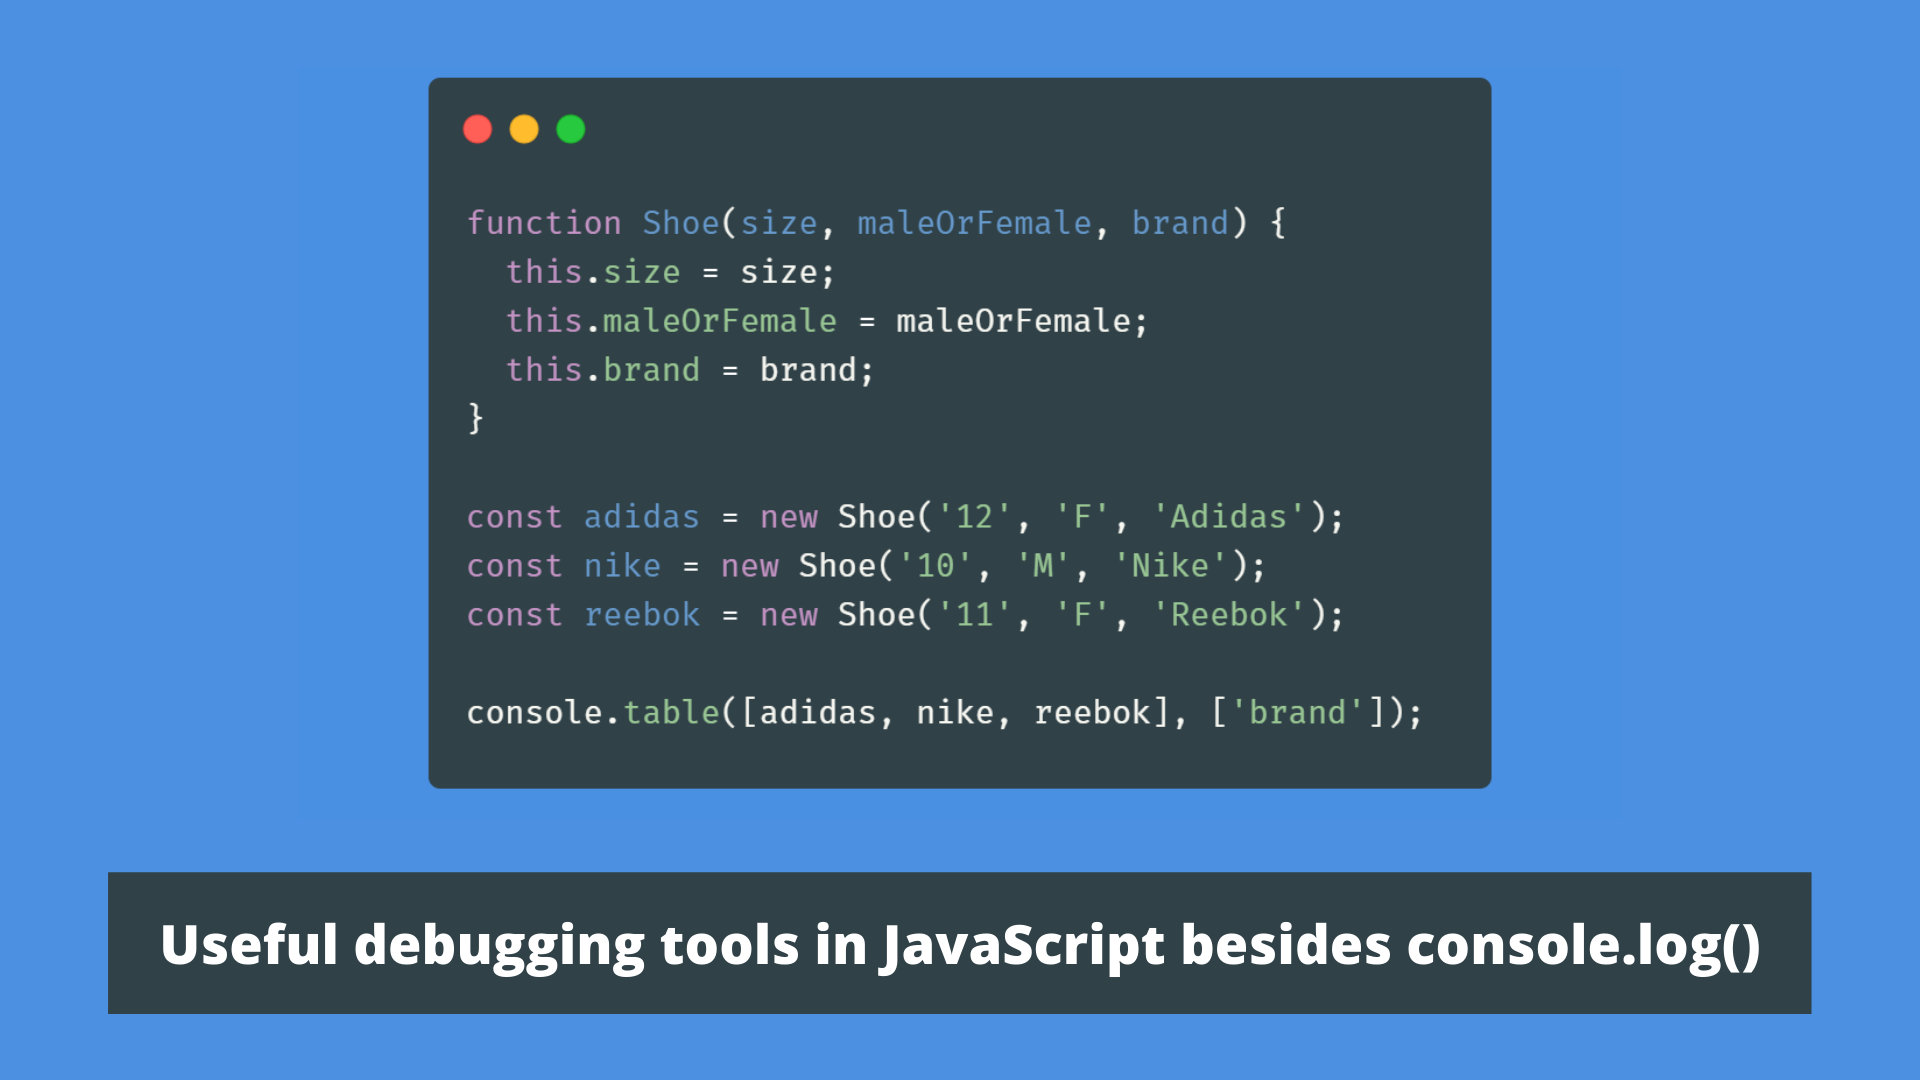 function Shoe(size, maleOrFemale, brand) {
  this.size = size;
  this.maleOrFemale = maleOrFemale;
  this.brand = brand;
}
const adidas = new Shoe('12', 'F', 'Adidas');
const nike = new Shoe('10', 'M', 'Nike');
const reebok = new Shoe('11', 'F', 'Reebok');
console.table([adidas, nike, reebok], ['brand']);
Useful debugging tools in JavaScript besides console.log()